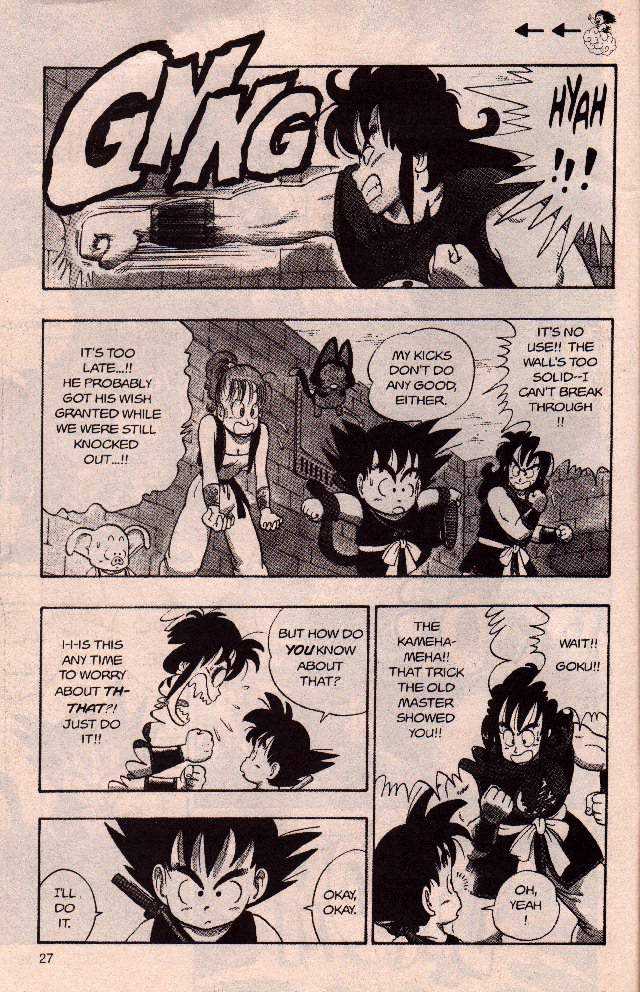 HYAH
!!!
GNNG
IT'S NO
USE!! THE
WALL'S TOO
SOLID--I
CAN'T BREAK
THROUGH
!!
MY KICKS
DON'T DO
ANY GOOD,
EITHER.
IT'S TOO
LATE...!!
HE PROBABLY
GOT HIS WISH
GRANTED WHILE
WE WERE STILL
KNOCKED
OUT...!!
WAIT!!
GOKU!!
THE
KAMEHA-
MEHA!!
THAT TRICK
THE OLD
MASTER
SHOWED
YOU!!
OH,
YEAH
!
BUT HOW DO
YOU KNOW
ABOUT
THAT?
I-I-IS THIS
ANY TIME
TO WORRY
ABOUT TH-
THAT?!
JUST DO
IT!!
OKAY,
OKAY.
I'LL
DO
IT.
27